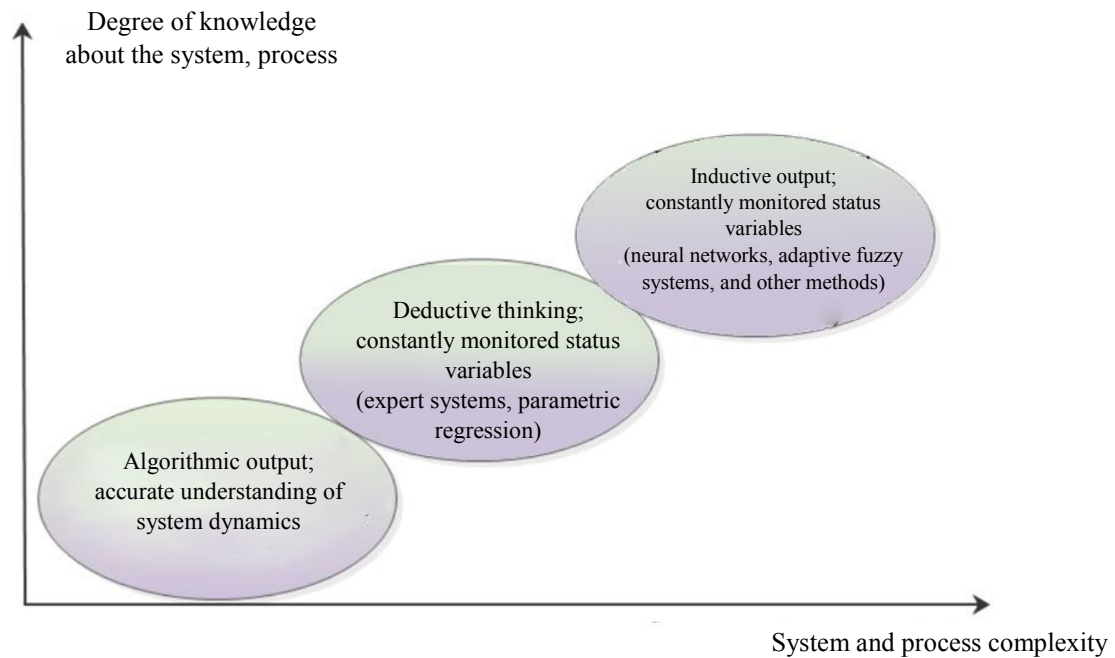 Degree of knowledge
about the system, process
Inductive output;
constantly monitored status
variables
(neural networks, adaptive fuzzy
systems, and other methods)
Deductive thinking;
constantly monitored status
variables
(expert systems, parametric
regression)
Algorithmic output;
accurate understanding of
system dynamics
System and process complexity